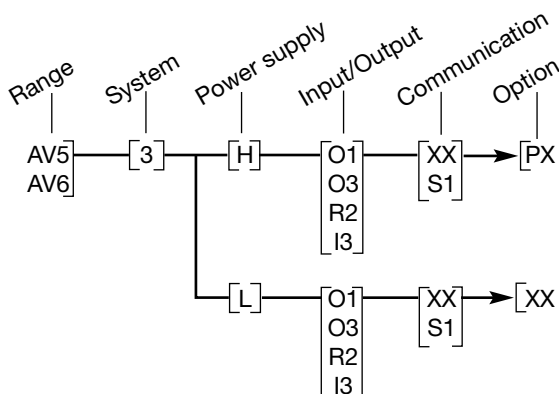 Range System Power supply Input/Output Communication Option
AV5 [3] [H] [O1 [XX] [PX
AV6] O3 S1]
R2
I3]
[L] [O1 [XX] [XX
O3 S1]
R2
I3]